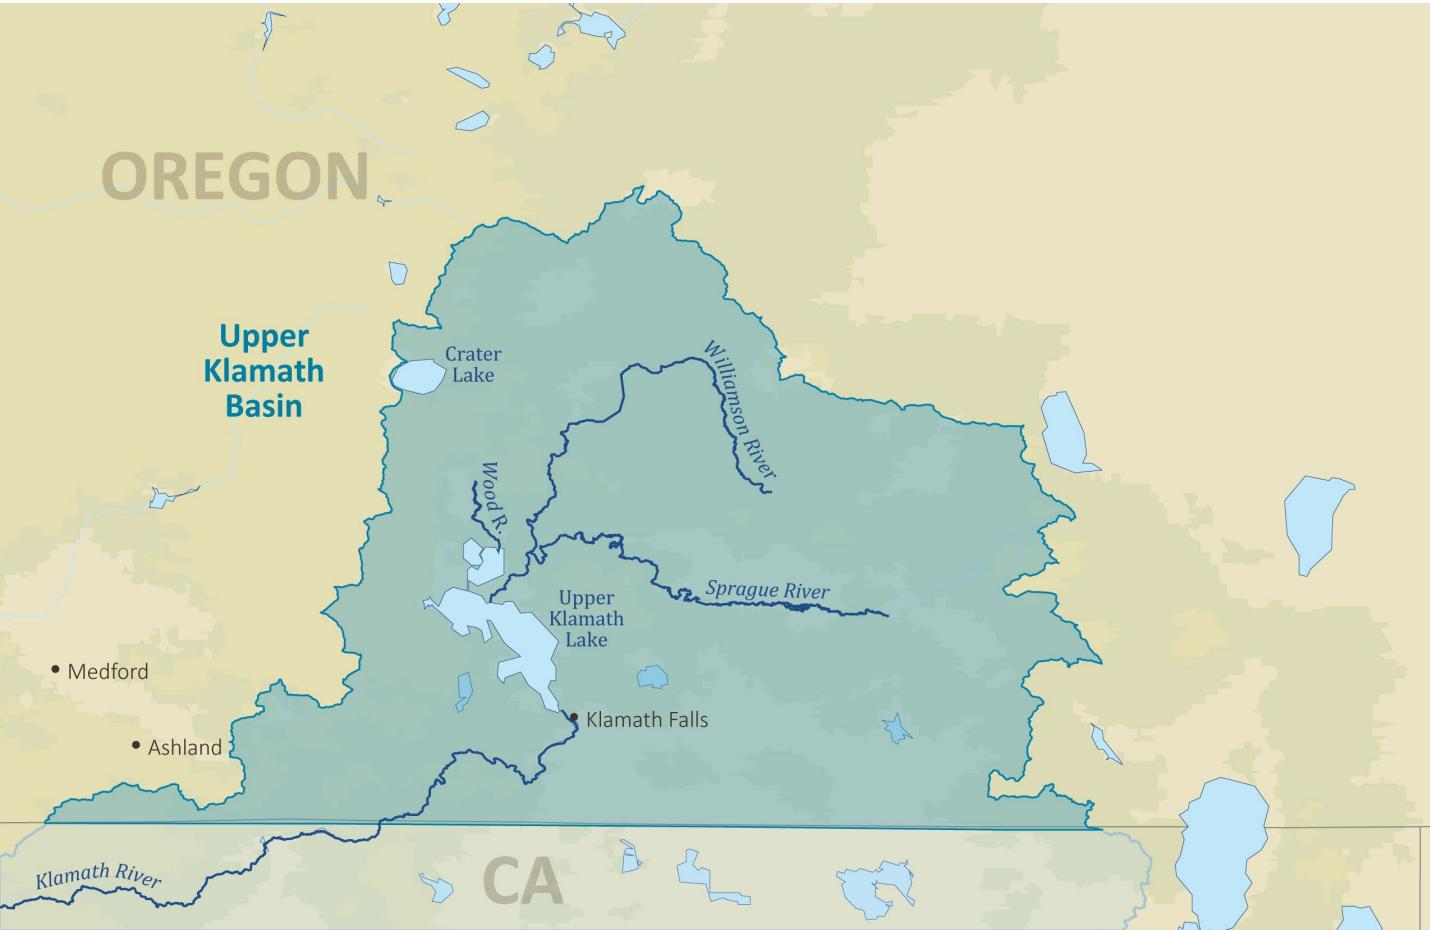 OREGON
Upper
Klamath
Basin
Crater
Lake
Williamson River
Wood R.
Sprague River
Upper
Klamath
Lake
Medford
Klamath Falls
Ashland
Klamath River
CA